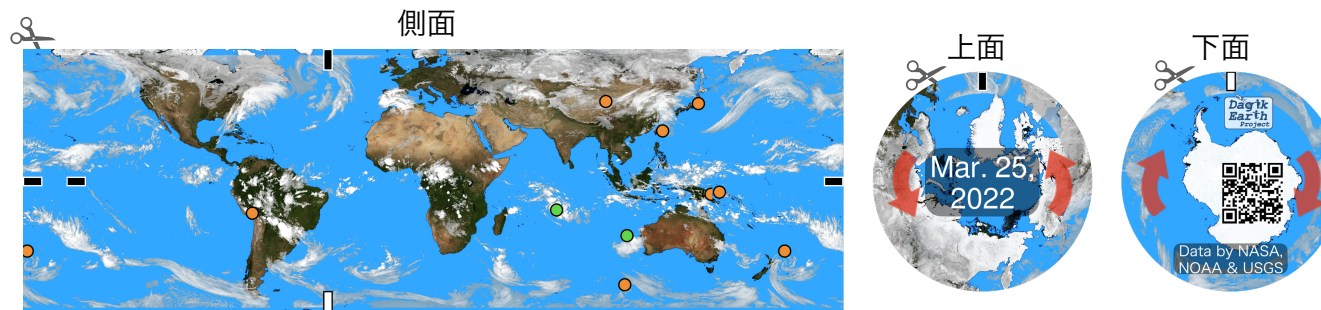 側面
上面
下面
Mar. 25,
2022
Dagik
Earth
Project
Data by NASA,
NOAA & USGS